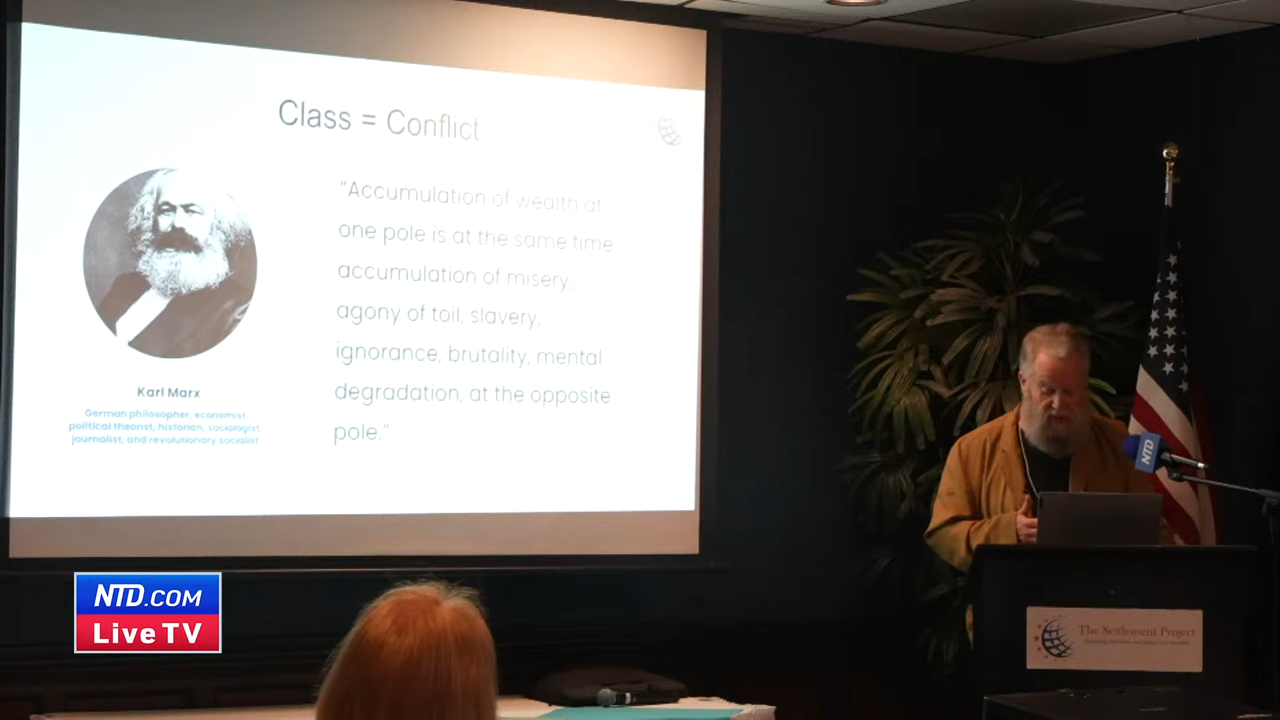 Class = Conflict
"Accumulation of wealth at
one pole is at the same time
accumulation of misery,
agony of toil, slavery,
ignorance, brutality, mental
degradation, at the opposite
pole."
Karl Marx
German philosopher, economist,
political theorist, historian, sociologist,
journalist, and revolutionary socialist
NTD
NTD.COM
Live TV
The Settlement Project